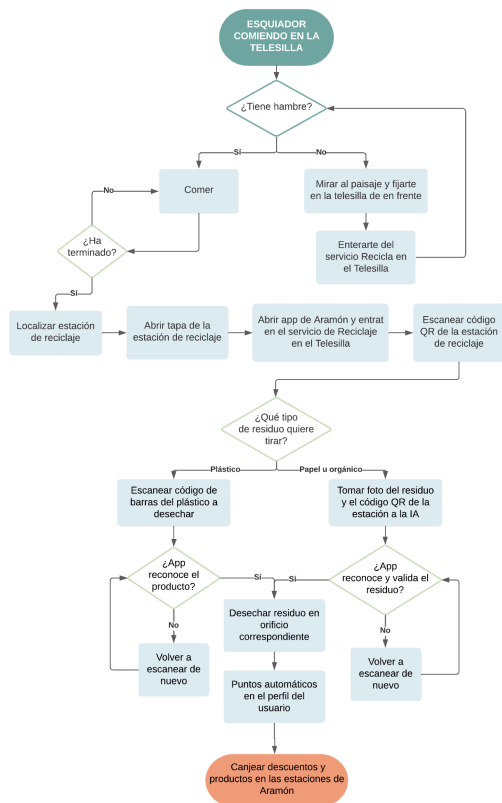 ESQUIADOR
COMIENDO EN LA
TELESILLA
¿Tiene hambre?
Sí
No
Comer
Mirar al paisaje y fijarte
en la telesilla de en frente
No
¿Ha
terminado?
Enterarte del
servicio Recicla en
el Telesilla
Sí
Localizar estación
de reciclaje
Abrir tapa de la
estación de reciclaje
Abrir app de Aramón y entrat
en el servicio de Reciclaje
en el Telesilla
Escanear código
QR de la estación
de reciclaje
¿Qué tipo
de residuo quiere
tirar?
Plástico
Papel u orgánico
Escanear código de
barras del plástico a
desechar
Tomar foto del residuo
y el código QR de la
estación a la IA
¿App
reconoce el
producto?
Sí
Sí
¿App
reconoce y valida el
residuo?
No
Desechar residuo en
orificio
correspondiente
No
Volver a
escanear de
nuevo
Volver a
escanear de
nuevo
Puntos automáticos
en el perfil del
usuario
Canjear descuentos y
productos en las estaciones de
Aramón